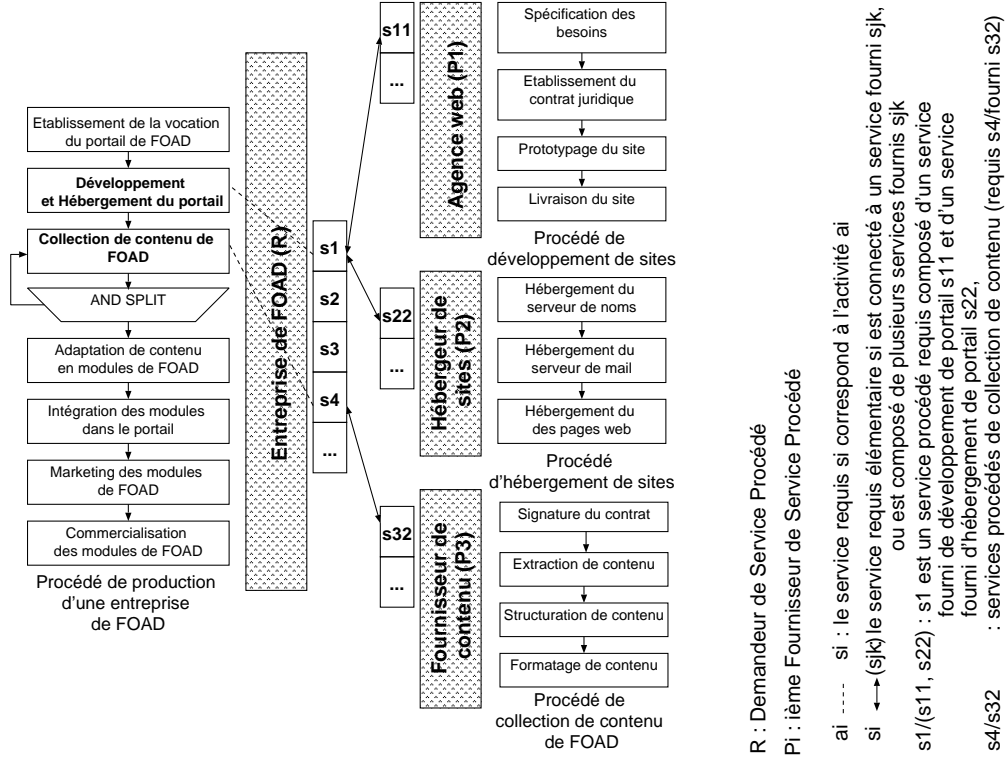 Etablissement de la vocation
du portail de FOAD
Développement
et Hébergement du portail
Collection de contenu de
FOAD
AND SPLIT
Adaptation de contenu
en modules de FOAD
Intégration des modules
dans le portail
Marketing des modules
de FOAD
Commercialisation
des modules de FOAD
Procédé de production
d'une entreprise
de FOAD
Entreprise de FOAD (R)
s1
s2
s3
s4
...
s11
...
Agence web (P1)
Spécification des
besoins
Etablissement du
contrat juridique
Prototypage du site
Livraison du site
Procédé de
développement de sites
s22
...
Hébergeur de
sites (P2)
Hébergement du
serveur de noms
Hébergement du
serveur de mail
Hébergement
des pages web
Procédé
d'hébergement de sites
s32
...
Fournisseur de
contenu (P3)
Signature du contrat
Extraction de contenu
Structuration de contenu
Formatage de contenu
Procédé de
collection de contenu
de FOAD
R : Demandeur de Service Procédé
Pi : ième Fournisseur de Service Procédé
ai ---- si : le service requis si correspond à l'activité ai
si (sjk) le service requis élémentaire si est connecté à un service fourni sjk,
ou est composé de plusieurs services fournis sjk
s1/(s11, s22) : s1 est un service procédé requis composé d'un service
fourni de développement de portail s11 et d'un service
fourni d'hébergement de portail s22,
s4/s32 : services procédés de collection de contenu (requis s4/fourni s32)